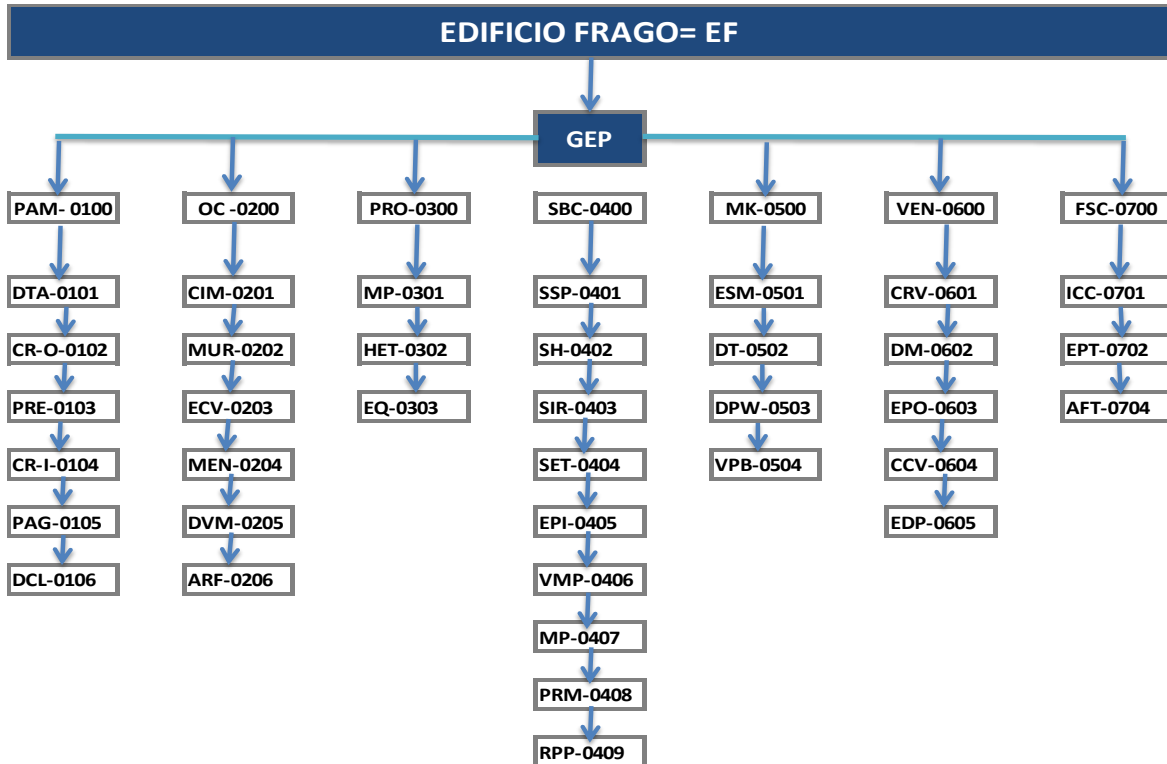 EDIFICIO FRAGO= EF
GEP
PAM- 0100
OC -0200
PRO-0300
SBC-0400
MK-0500
VEN-0600
FSC-0700
DTA-0101
CIM-0201
MP-0301
SSP-0401
ESM-0501
CRV-0601
ICC-0701
CR-O-0102
MUR-0202
HET-0302
SH-0402
DT-0502
DM-0602
EPT-0702
PRE-0103
ECV-0203
EQ-0303
SIR-0403
DPW-0503
EPO-0603
AFT-0704
CR-I-0104
MEN-0204
SET-0404
VPB-0504
CCV-0604
PAG-0105
DVM-0205
EPI-0405
EDP-0605
DCL-0106
ARF-0206
VMP-0406
MP-0407
PRM-0408
RPP-0409